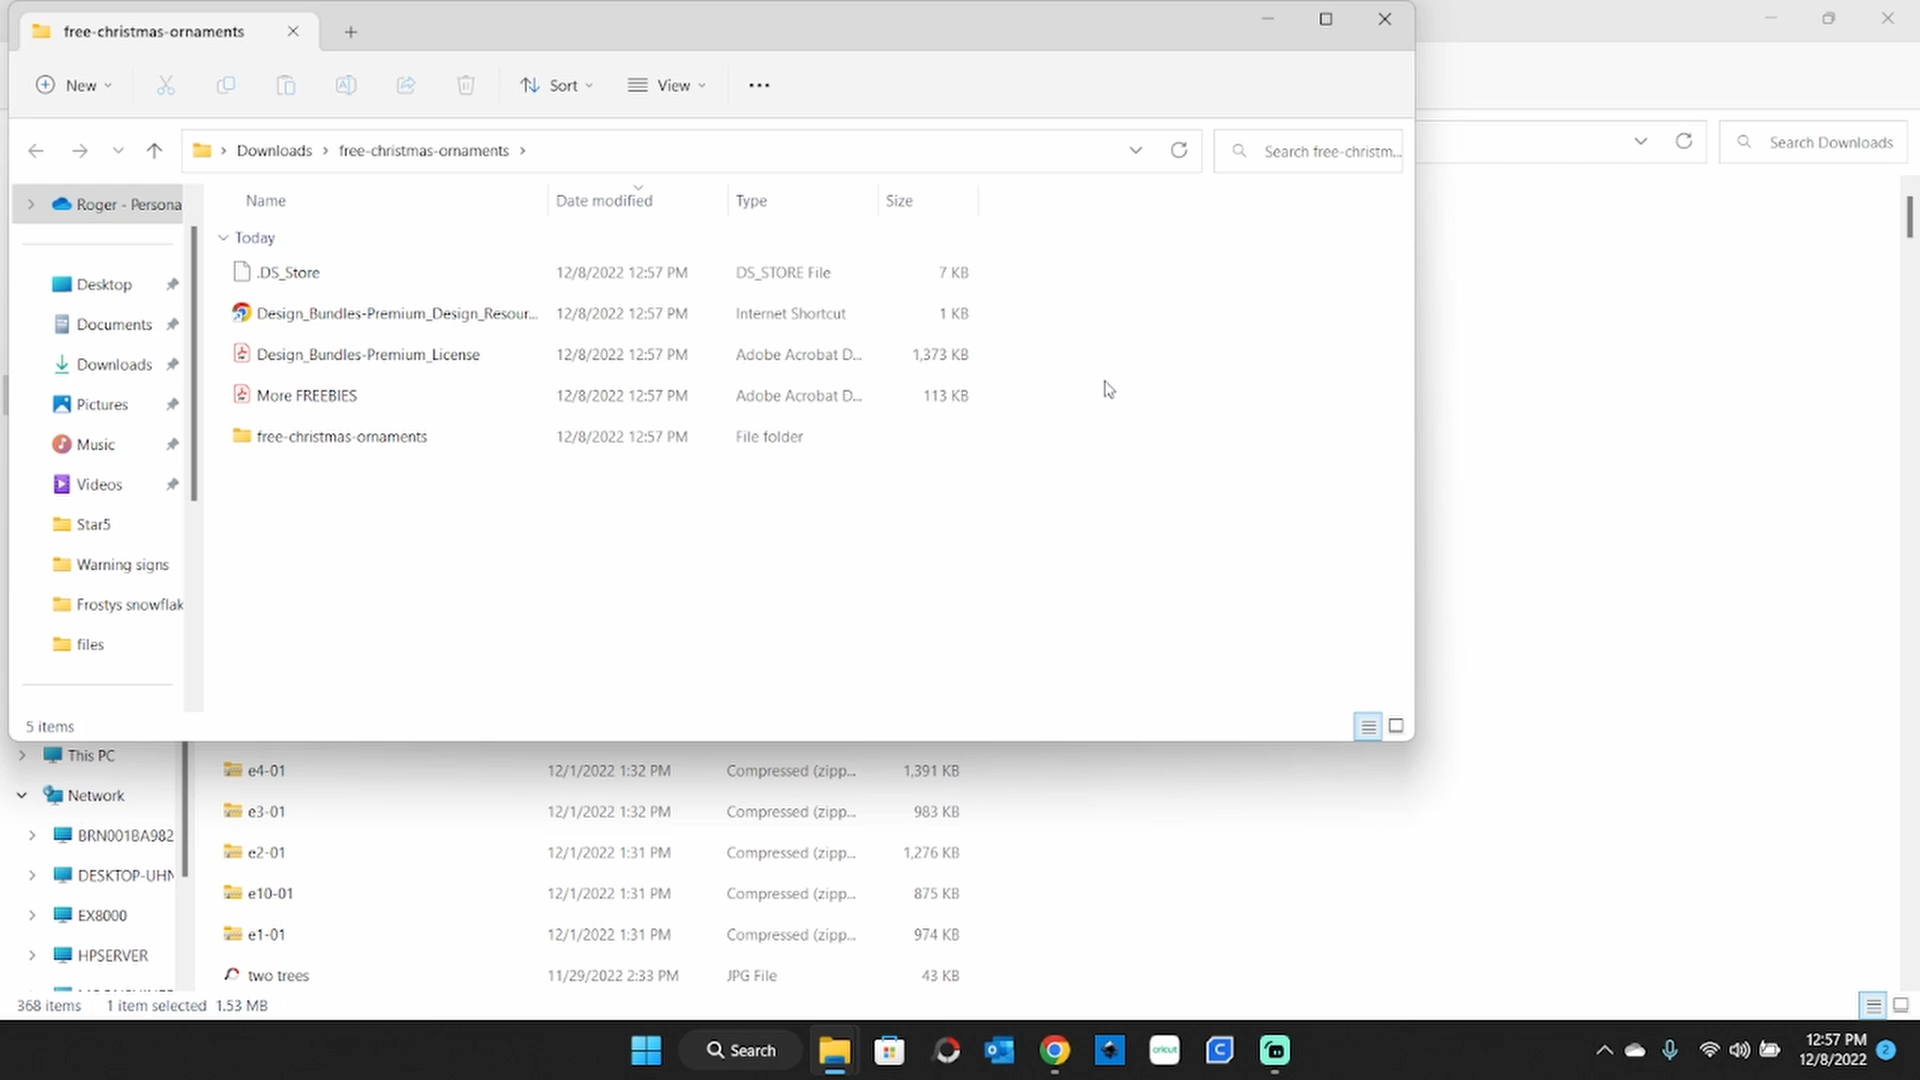 free-christmas-ornaments
New
Sort
View
Downloads > free-christmas-ornaments >
Search free-christm...
Search Downloads
Name Date modified Type Size
Roger - Persona
Today
.DS_Store 12/8/2022 12:57 PM DS_STORE File 7 KB
Desktop
Design_Bundles-Premium_Design_Resour... 12/8/2022 12:57 PM Internet Shortcut 1 KB
Documents
Design_Bundles-Premium_License 12/8/2022 12:57 PM Adobe Acrobat D... 1,373 KB
Downloads
More FREEBIES 12/8/2022 12:57 PM Adobe Acrobat D... 113 KB
Pictures
free-christmas-ornaments 12/8/2022 12:57 PM File folder
Music
Videos
Star5
Warning signs
Frostys snowflak
files
5 items
This PC
e4-01 12/1/2022 1:32 PM Compressed (zipp... 1,391 KB
Network
e3-01 12/1/2022 1:32 PM Compressed (zipp... 983 KB
BRN001BA982
e2-01 12/1/2022 1:31 PM Compressed (zipp... 1,276 KB
DESKTOP-UHN
e10-01 12/1/2022 1:31 PM Compressed (zipp... 875 KB
EX8000
e1-01 12/1/2022 1:31 PM Compressed (zipp... 974 KB
HPSERVER
two trees 11/29/2022 2:33 PM JPG File 43 KB
368 items 1 item selected 1.53 MB
Search
cricut
12:57 PM
12/8/2022
2